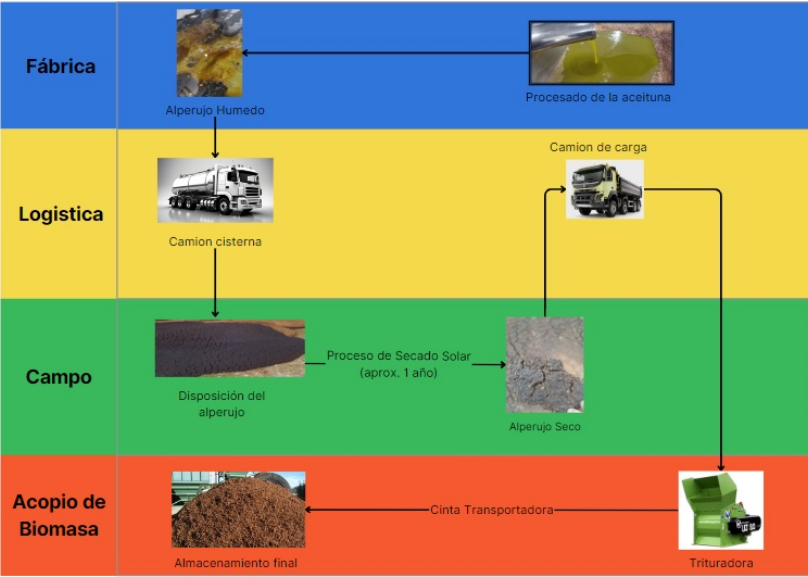 Fábrica
Alperujo Humedo
Procesado de la aceituna
Logistica
Camion de carga
Camion cisterna
Campo
Proceso de Secado Solar
(aprox. 1 año)
Disposición del
alperujo
Alperujo Seco
Acopio de
Biomasa
Cinta Transportadora
Almacenamiento final
Trituradora